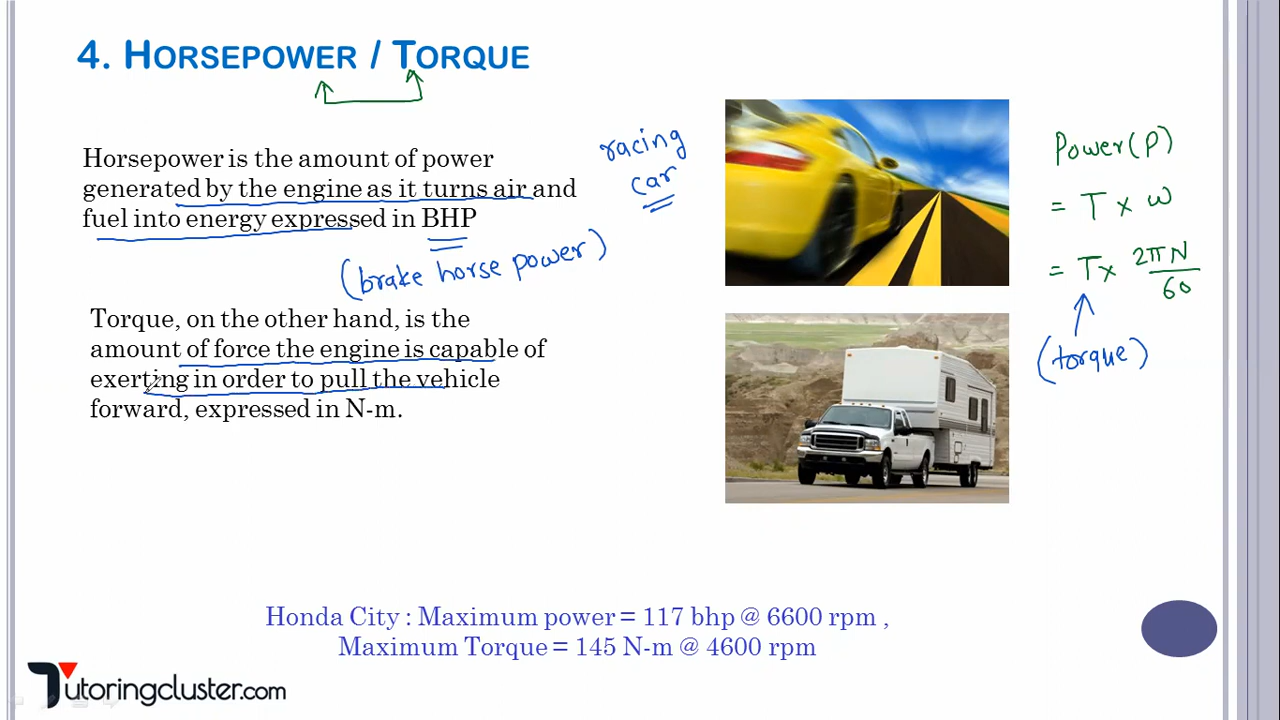 4. HORSEPOWER / TORQUE
Horsepower is the amount of power
generated by the engine as it turns air and
fuel into energy expressed in BHP
(brake horse power)
racing
car
Torque, on the other hand, is the
amount of force the engine is capable of
exerting in order to pull the vehicle
forward, expressed in N-m.
Power(P)
= T × ω
= T× 2πN/60
(torque)
Honda City : Maximum power = 117 bhp @ 6600 rpm ,
Maximum Torque = 145 N-m @ 4600 rpm
Tutoringcluster.com